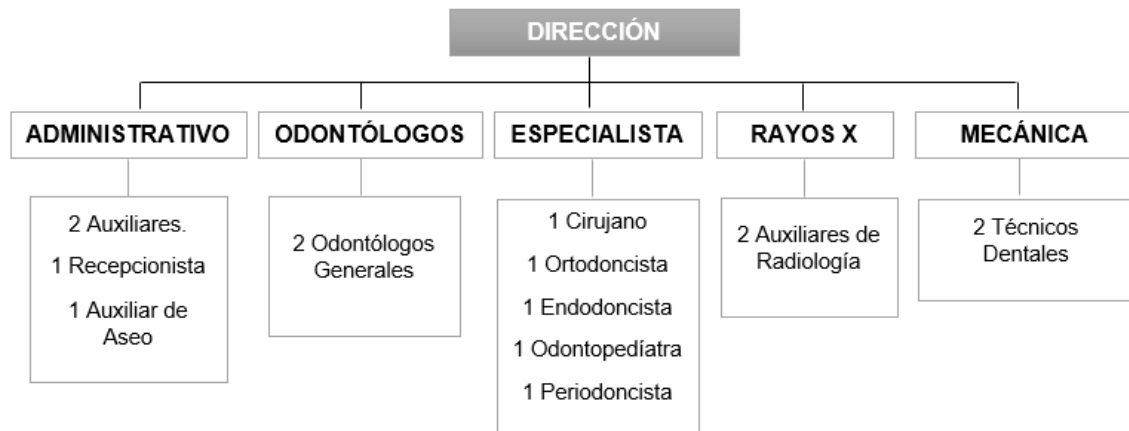 DIRECCIÓN
ADMINISTRATIVO
2 Auxiliares.
1 Recepcionista
1 Auxiliar de
Aseo
ODONTÓLOGOS
2 Odontólogos
Generales
ESPECIALISTA
1 Cirujano
1 Ortodoncista
1 Endodoncista
1 Odontopedíatra
1 Periodoncista
RAYOS X
2 Auxiliares de
Radiología
MECÁNICA
2 Técnicos
Dentales